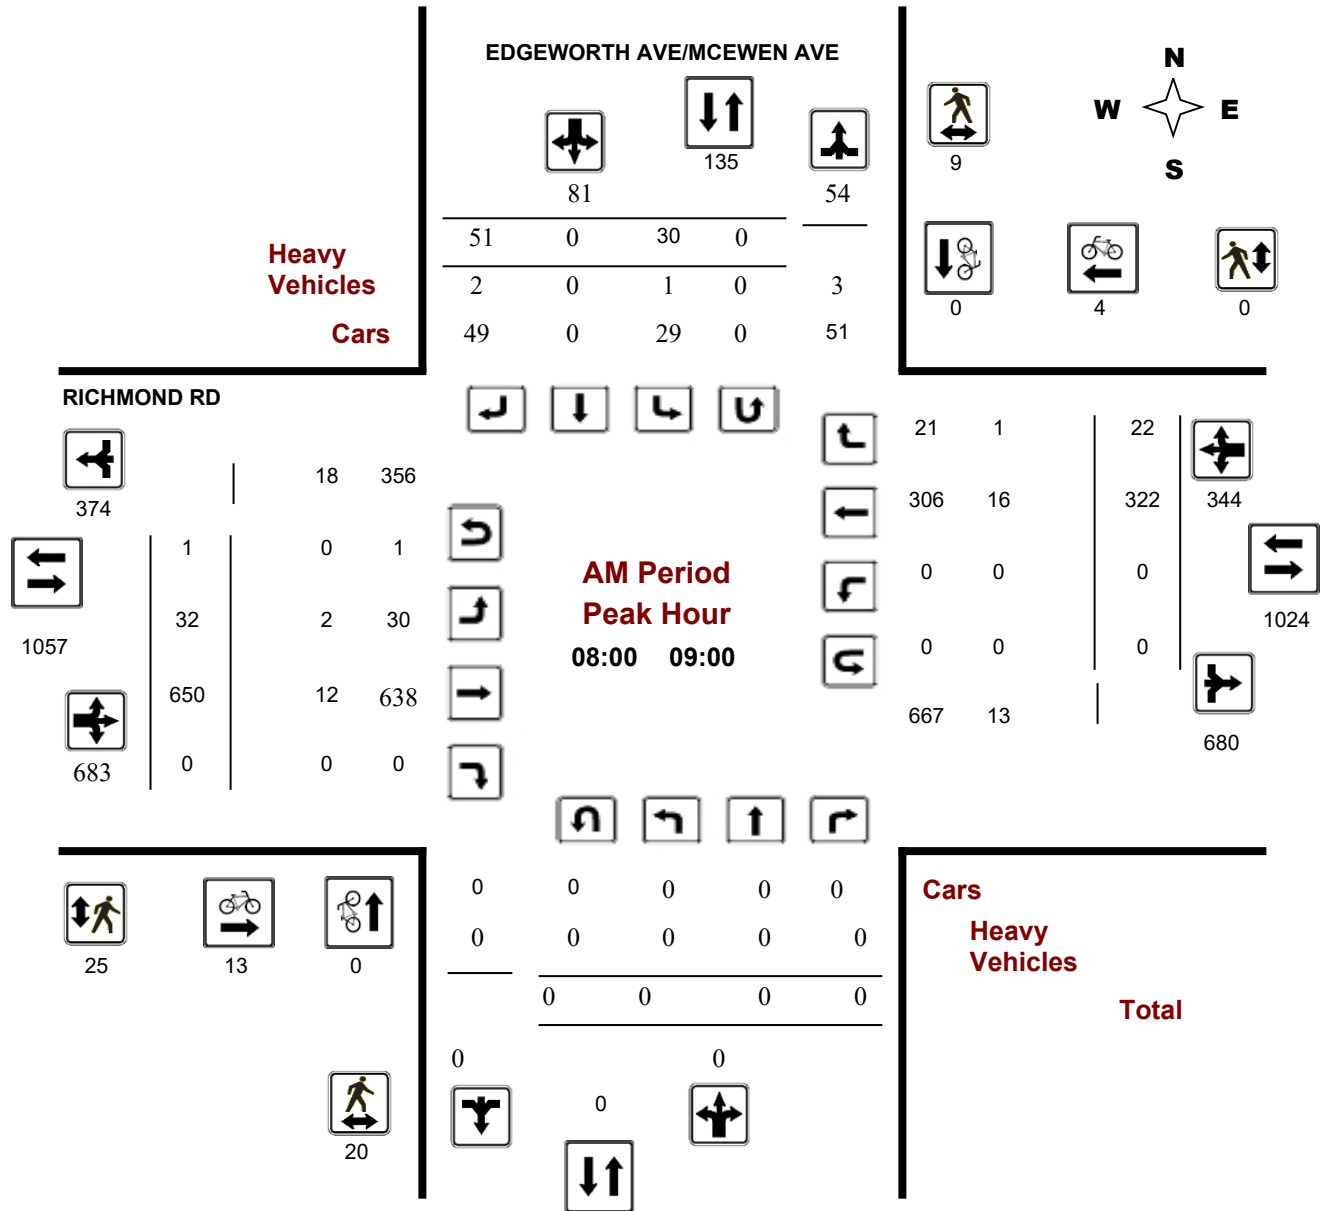 EDGEWORTH AVE/MCEWEN AVE
N
W E
S
135
9
81 54
51 0 30 0
Heavy
Vehicles
2 0 1 0 3
Cars
49 0 29 0 51
0 4 0
RICHMOND RD
21 1 22
18 356
374
306 16 322 344
1 0 1
AM Period
0 0 0
32 2 30
Peak Hour
1057
1024
08:00 09:00
0 0 0
650 12 638
667 13
680
683 0 0 0
0 0 0 0 0
Cars
0 0 0 0 0
Heavy
Vehicles
25 13 0
0 0 0 0
Total
0 0
0
20